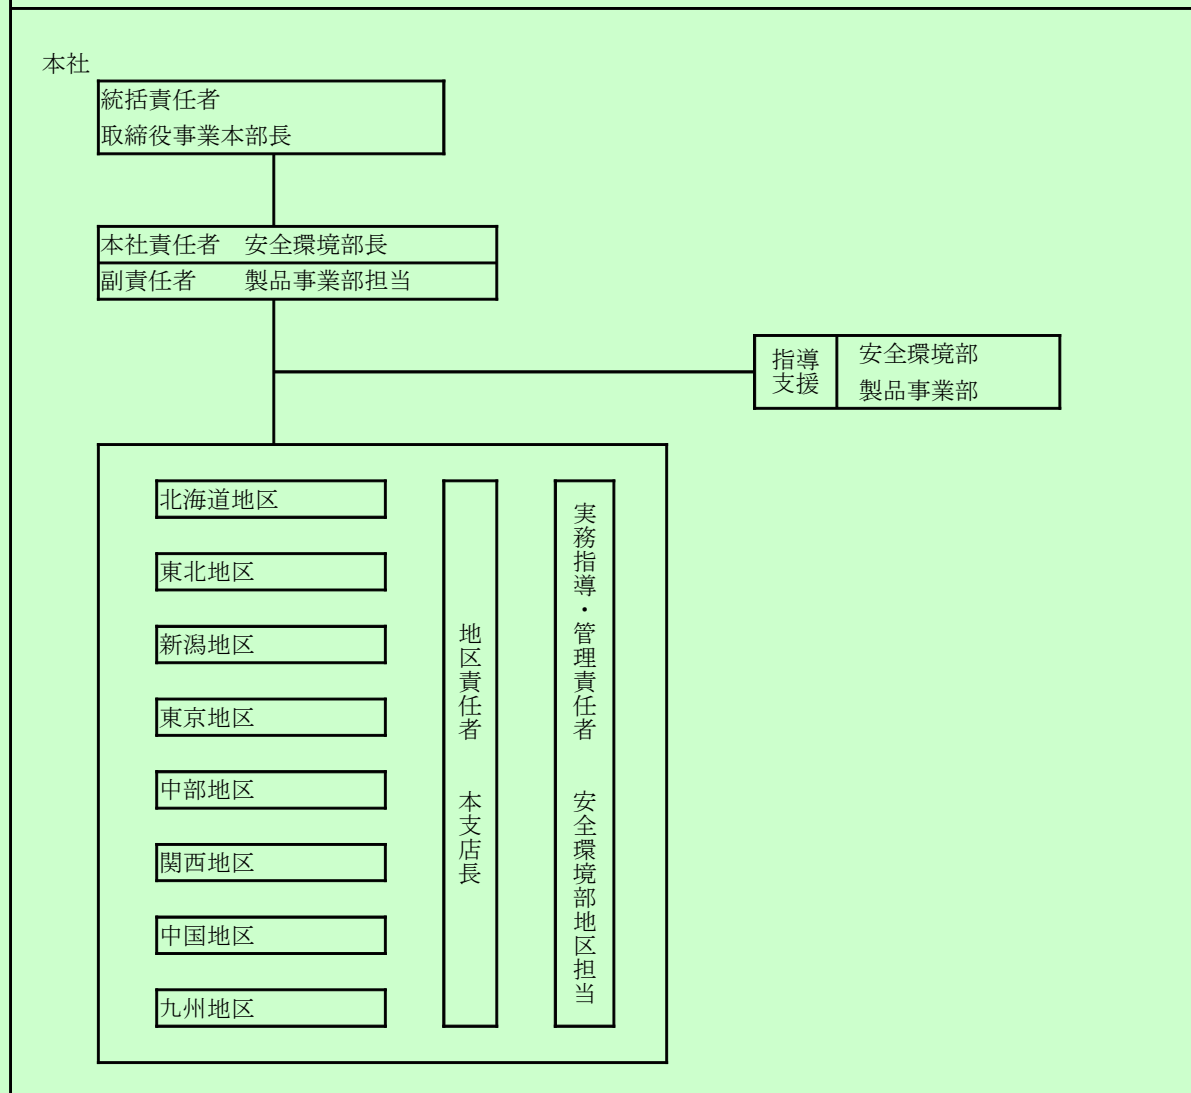 本社
統括責任者
取締役事業本部長
本社責任者　安全環境部長
副責任者　　製品事業部担当
指導
支援
安全環境部
製品事業部
北海道地区
東北地区
新潟地区
東京地区
中部地区
関西地区
中国地区
九州地区
地区責任者　　本支店長
実務指導・管理責任者　　安全環境部地区担当